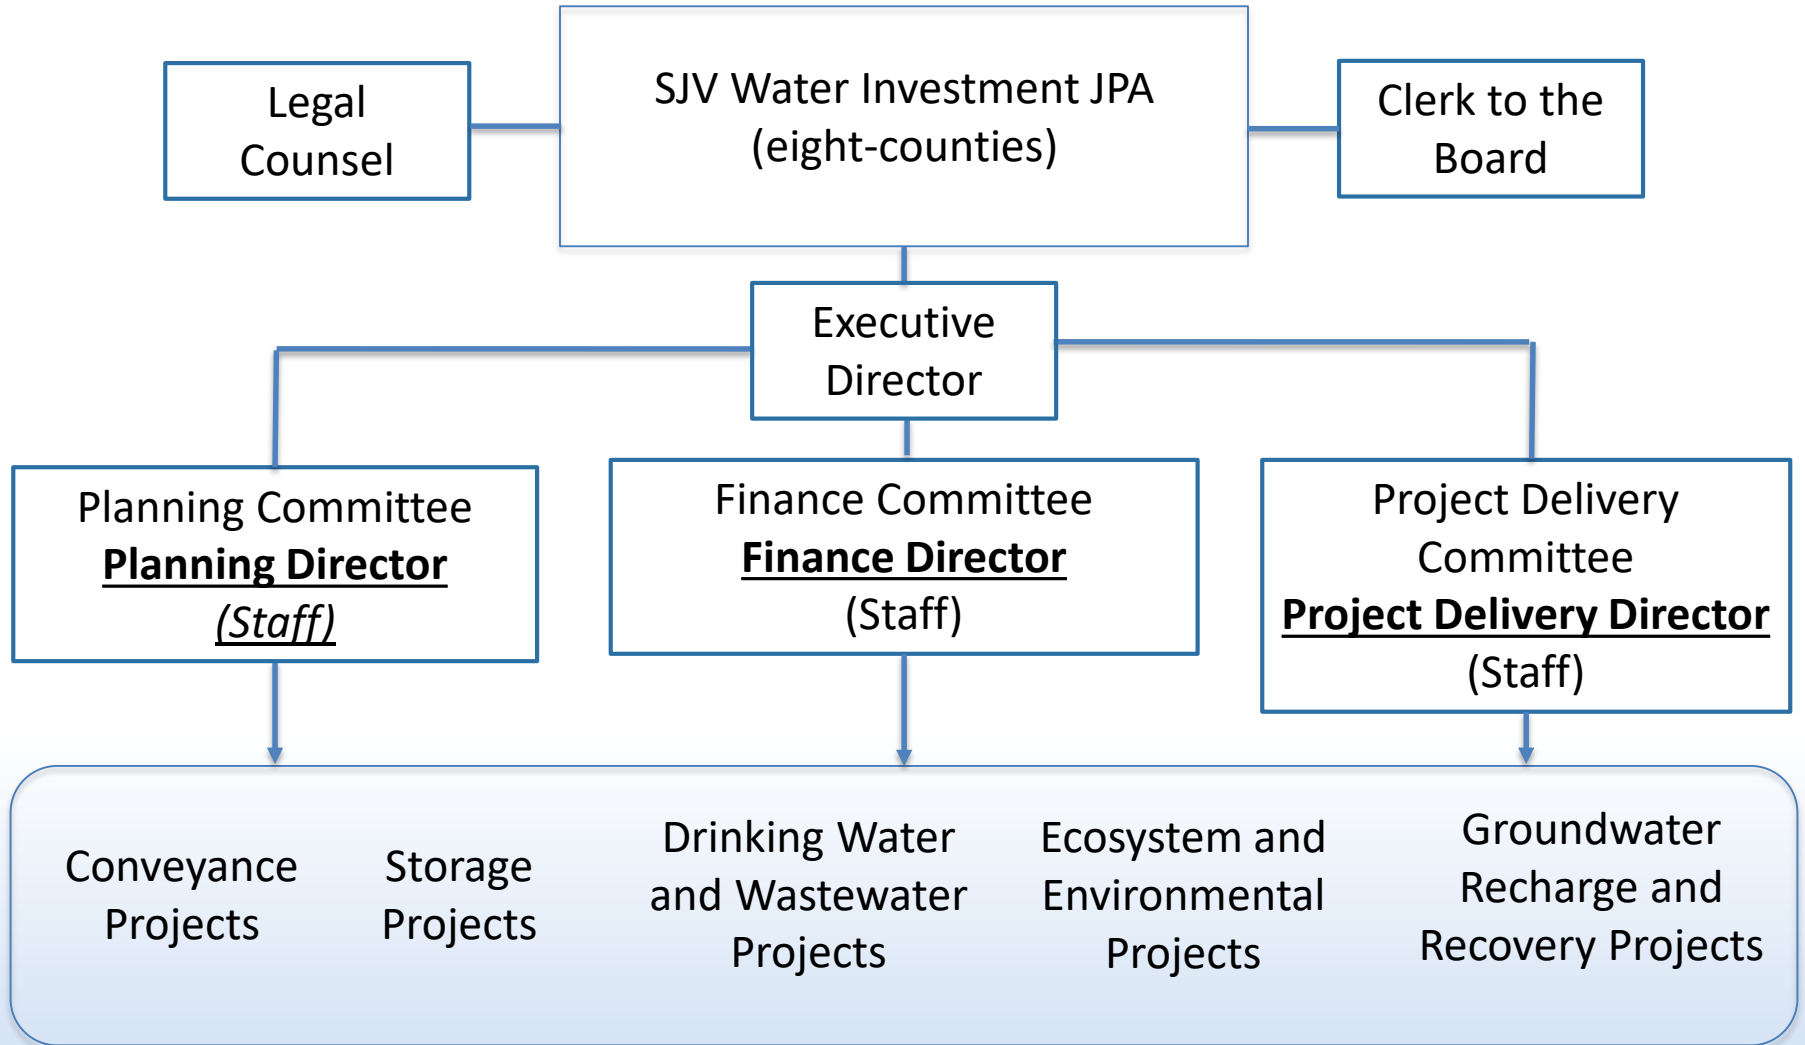 Legal
Counsel
SJV Water Investment JPA
(eight-counties)
Clerk to the
Board
Executive
Director
Planning Committee
Planning Director
(Staff)
Finance Committee
Finance Director
(Staff)
Project Delivery
Committee
Project Delivery Director
(Staff)
Conveyance
Projects
Storage
Projects
Drinking Water
and Wastewater
Projects
Ecosystem and
Environmental
Projects
Groundwater
Recharge and
Recovery Projects